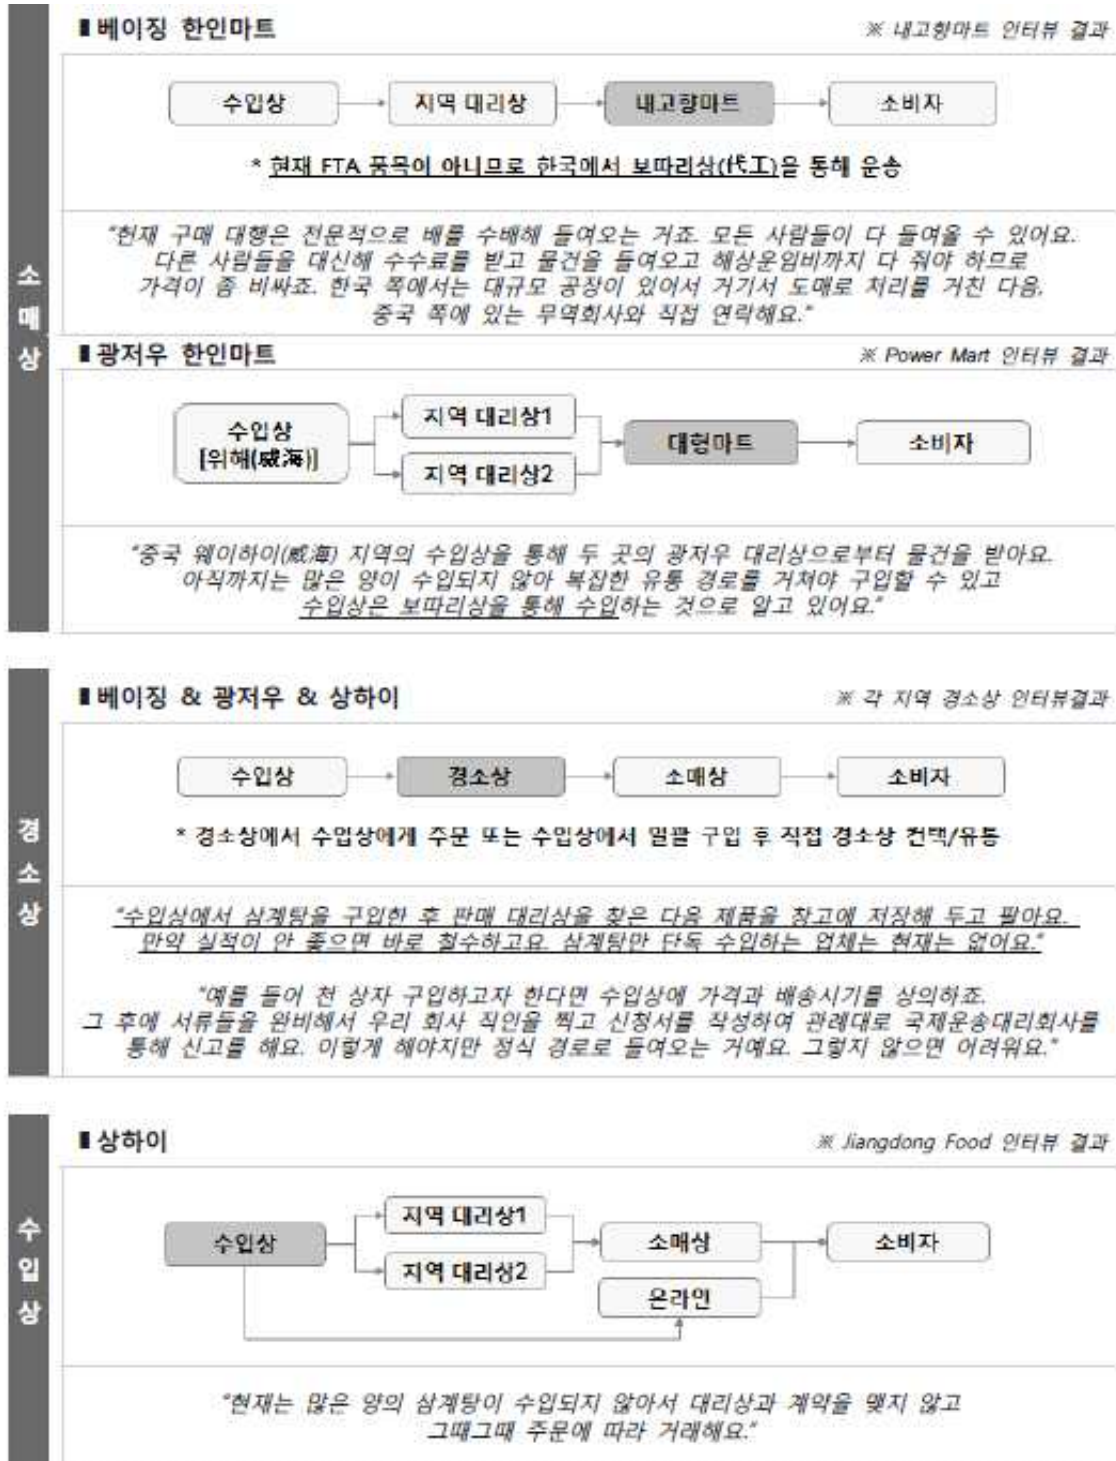 소매상
▮베이징 한인마트
※ 내고향마트 인터뷰 결과
수입상
지역 대리상
내고향마트
소비자
* 현재 FTA 품목이 아니므로 한국에서 보따리상(代工)을 통해 운송
"현재 구매 대행은 전문적으로 배를 수배해 들여오는 거죠. 모든 사람들이 다 들여올 수 있어요.
다른 사람들을 대신해 수수료를 받고 물건을 들여오고 해상운임비까지 다 줘야 하므로
가격이 좀 비싸죠. 한국 쪽에서는 대규모 공장이 있어서 거기서 도매로 처리를 거친 다음,
중국 쪽에 있는 무역회사와 직접 연락해요."
▮광저우 한인마트
※ Power Mart 인터뷰 결과
수입상
[위해(威海)]
지역 대리상1
지역 대리상2
대형마트
소비자
"중국 웨이하이(威海) 지역의 수입상을 통해 두 곳의 광저우 대리상으로부터 물건을 받아요.
아직까지는 많은 양이 수입되지 않아 복잡한 유통 경로를 거쳐야 구입할 수 있고
수입상은 보따리상을 통해 수입하는 것으로 알고 있어요."
경소상
▮베이징 & 광저우 & 상하이
※ 각 지역 경소상 인터뷰결과
수입상
경소상
소매상
소비자
* 경소상에서 수입상에게 주문 또는 수입상에서 일괄 구입 후 직접 경소상 컨택/유통
"수입상에서 삼계탕을 구입한 후 판매 대리상을 찾은 다음 제품을 창고에 저장해 두고 팔아요.
만약 실적이 안 좋으면 바로 철수하고요. 삼계탕만 단독 수입하는 업체는 현재는 없어요."
"예를 들어 천 상자 구입하고자 한다면 수입상에 가격과 배송시기를 상의하죠.
그 후에 서류들을 완비해서 우리 회사 직인을 찍고 신청서를 작성하여 관례대로 국제운송대리회사를
통해 신고를 해요. 이렇게 해야지만 정식 경로로 들여오는 거예요. 그렇지 않으면 어려워요."
수입상
▮상하이
※ Jiangdong Food 인터뷰 결과
수입상
지역 대리상1
지역 대리상2
소매상
온라인
소비자
"현재는 많은 양의 삼계탕이 수입되지 않아서 대리상과 계약을 맺지 않고
그때그때 주문에 따라 거래해요."